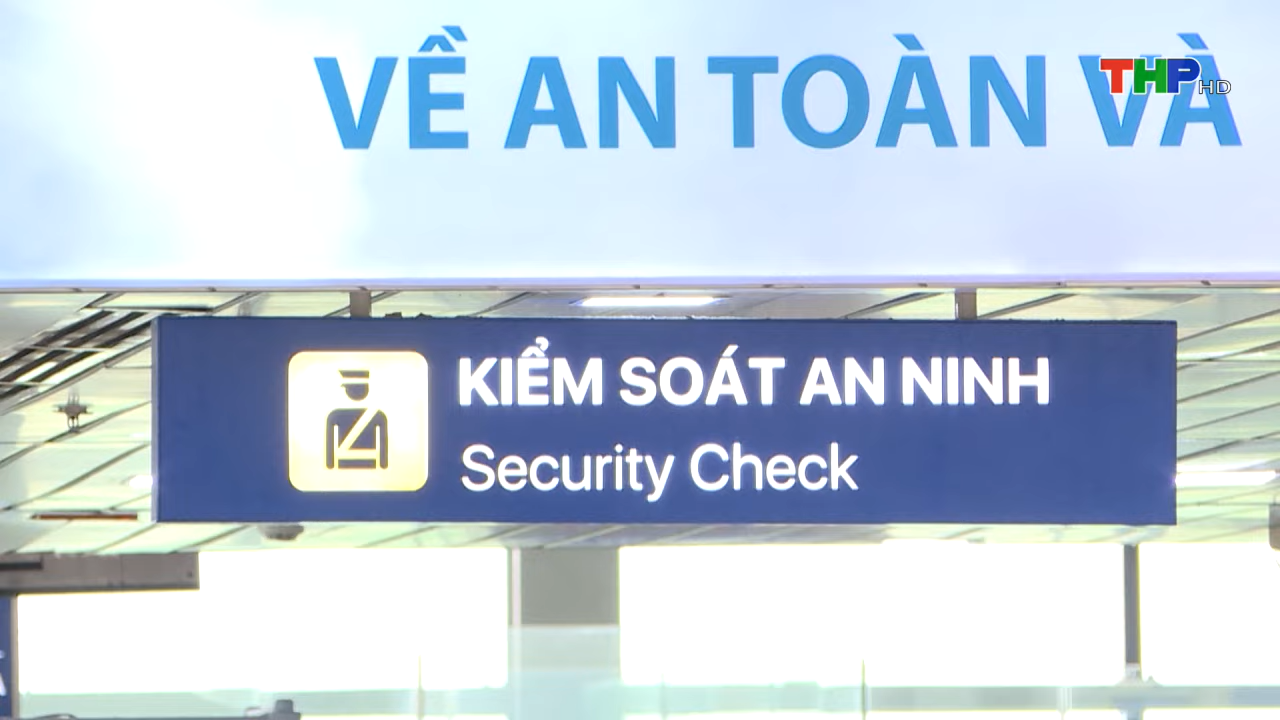 VỀ AN TOÀN VÀ
THP HD
KIỂM SOÁT AN NINH
Security Check